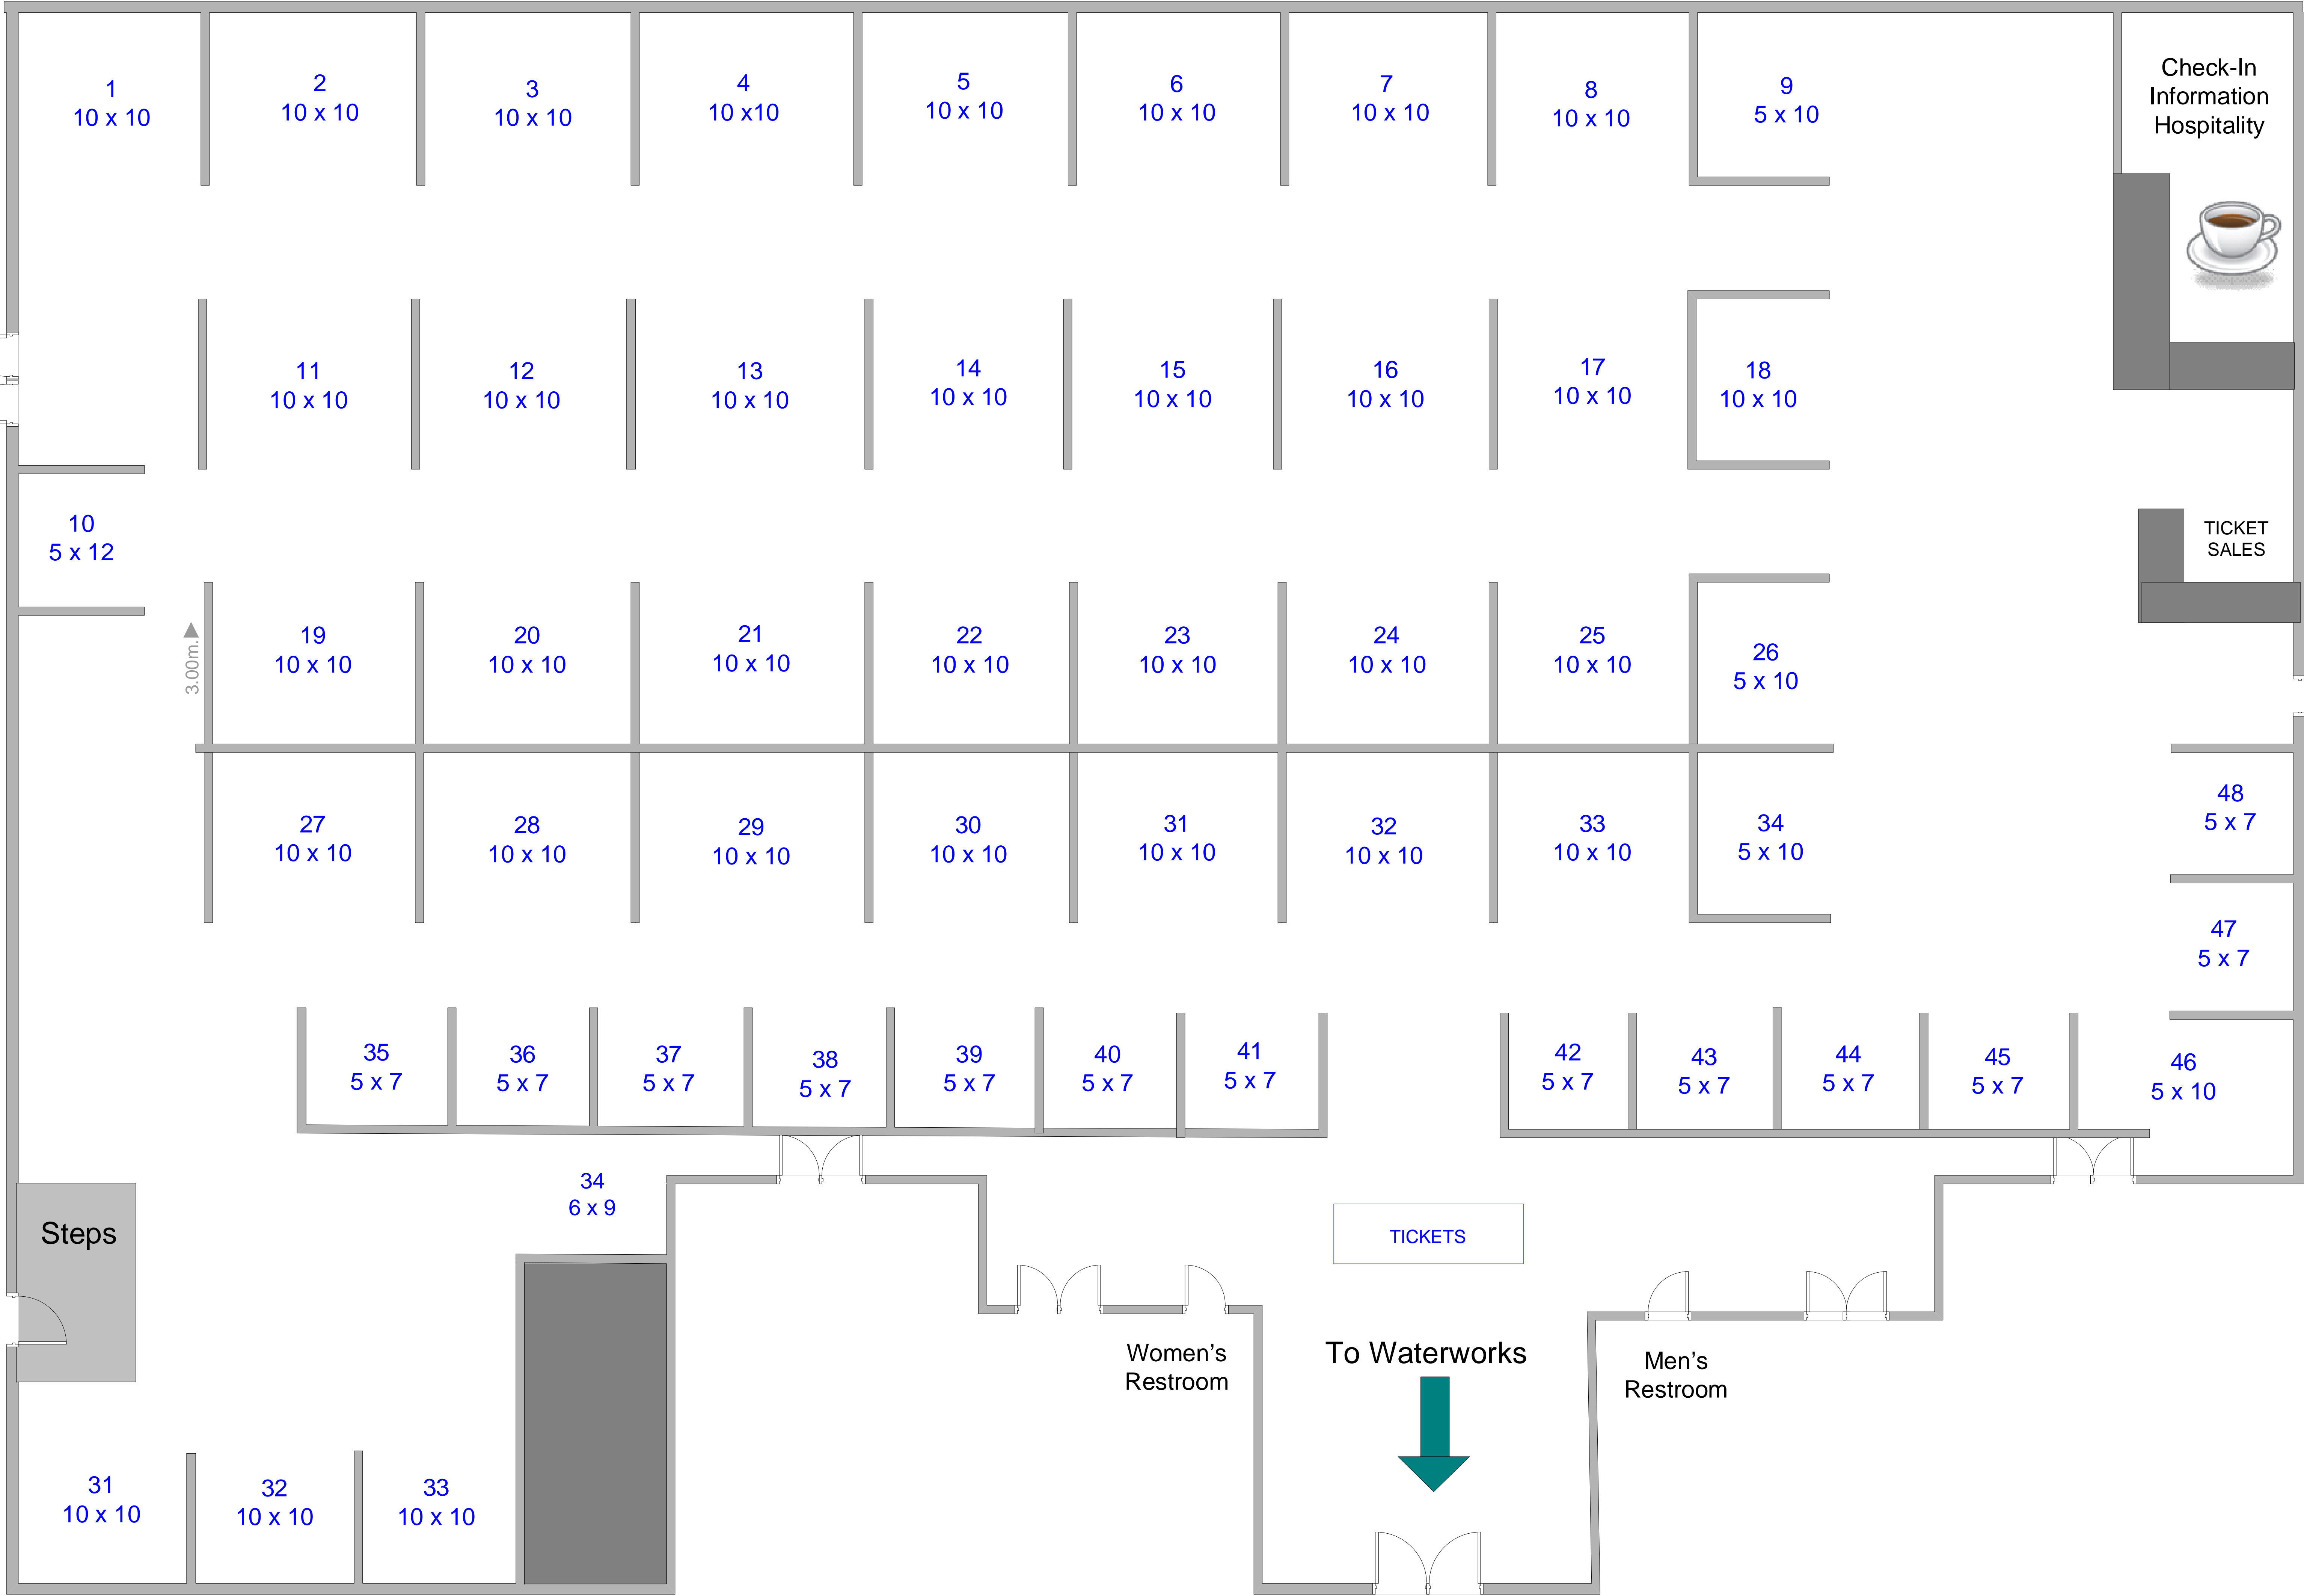 1
10 x 10
2
10 x 10
3
10 x 10
4
10 x10
5
10 x 10
6
10 x 10
7
10 x 10
8
10 x 10
9
5 x 10
Check-In
Information
Hospitality
11
10 x 10
12
10 x 10
13
10 x 10
14
10 x 10
15
10 x 10
16
10 x 10
17
10 x 10
18
10 x 10
10
5 x 12
TICKET
SALES
3.00m.
19
10 x 10
20
10 x 10
21
10 x 10
22
10 x 10
23
10 x 10
24
10 x 10
25
10 x 10
26
5 x 10
27
10 x 10
28
10 x 10
29
10 x 10
30
10 x 10
31
10 x 10
32
10 x 10
33
10 x 10
34
5 x 10
48
5 x 7
47
5 x 7
35
5 x 7
36
5 x 7
37
5 x 7
38
5 x 7
39
5 x 7
40
5 x 7
41
5 x 7
42
5 x 7
43
5 x 7
44
5 x 7
45
5 x 7
46
5 x 10
34
6 x 9
Steps
TICKETS
Women's
Restroom
To Waterworks
Men's
Restroom
31
10 x 10
32
10 x 10
33
10 x 10